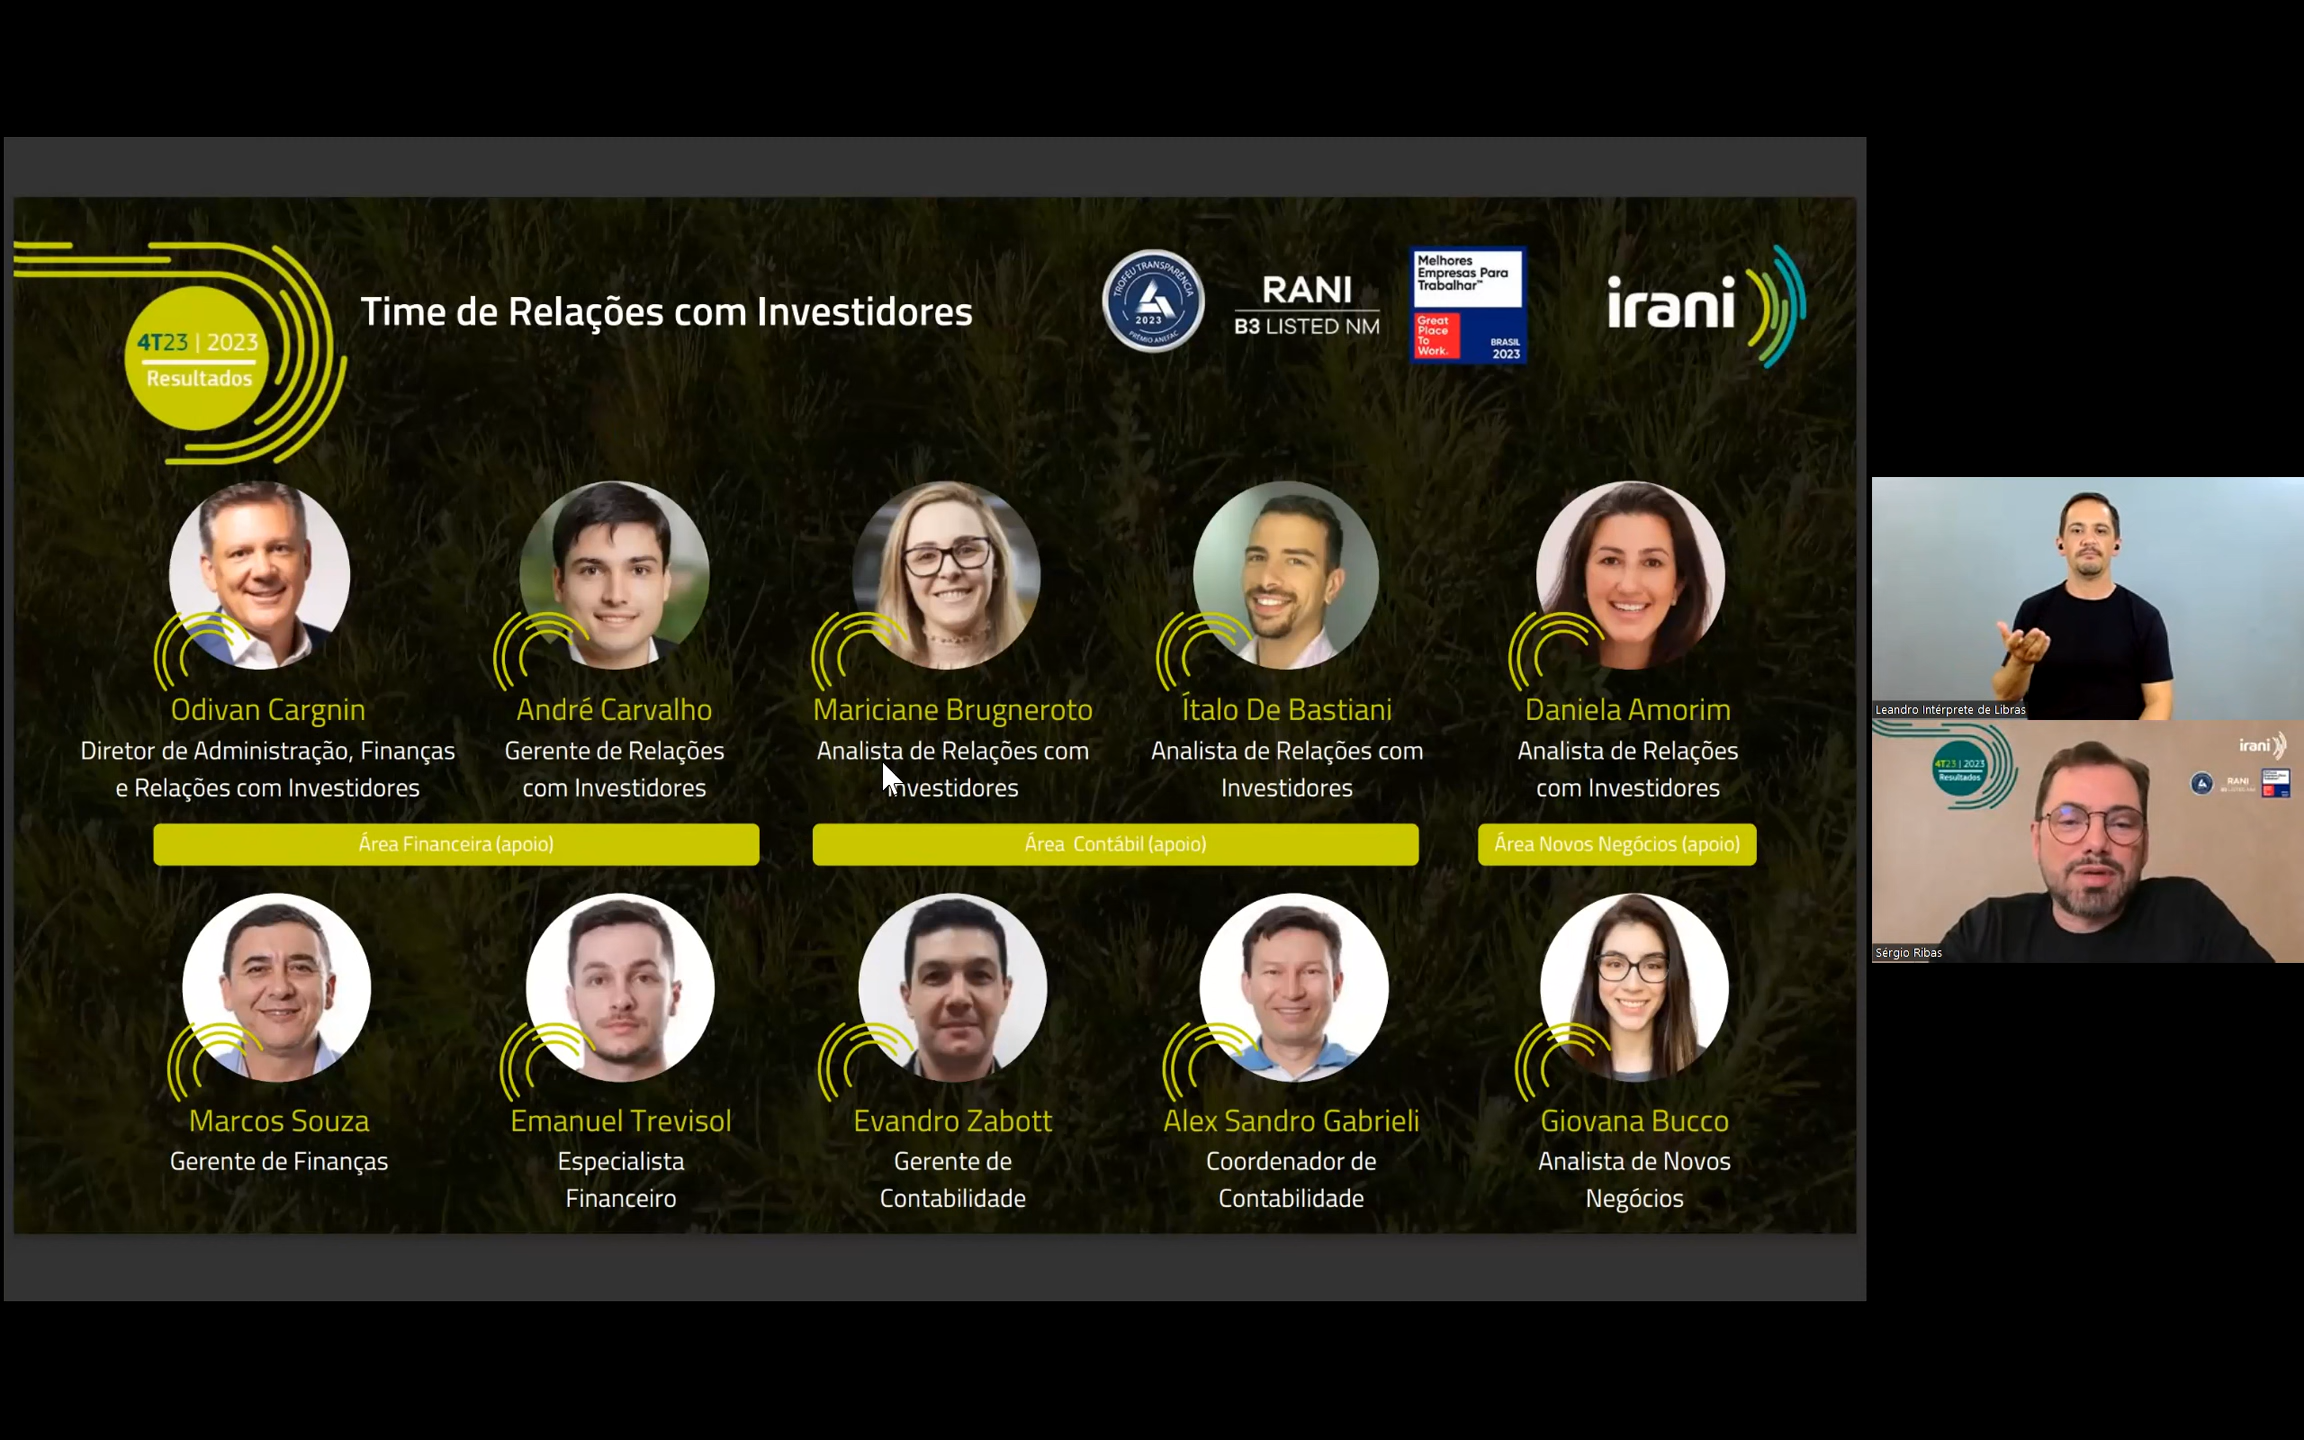 4T23 | 2023
Resultados
Time de Relações com Investidores
TROFÉU TRANSPARÊNCIA
2023
PRÊMIO ANEFAC
RANI
B3 LISTED NM
Melhores
Empresas Para
Trabalhar™
Great
Place
To
Work.
BRASIL
2023
irani
Odivan Cargnin
Diretor de Administração, Finanças
e Relações com Investidores
André Carvalho
Gerente de Relações
com Investidores
Mariciane Brugneroto
Analista de Relações com
Investidores
Ítalo De Bastiani
Analista de Relações com
Investidores
Daniela Amorim
Analista de Relações
com Investidores
Área Financeira (apoio)
Área Contábil (apoio)
Área Novos Negócios (apoio)
Marcos Souza
Gerente de Finanças
Emanuel Trevisol
Especialista
Financeiro
Evandro Zabott
Gerente de
Contabilidade
Alex Sandro Gabrieli
Coordenador de
Contabilidade
Giovana Bucco
Analista de Novos
Negócios
Leandro Intérprete de Libras
4T23 | 2023
Resultados
irani
RANI
Sérgio Ribas